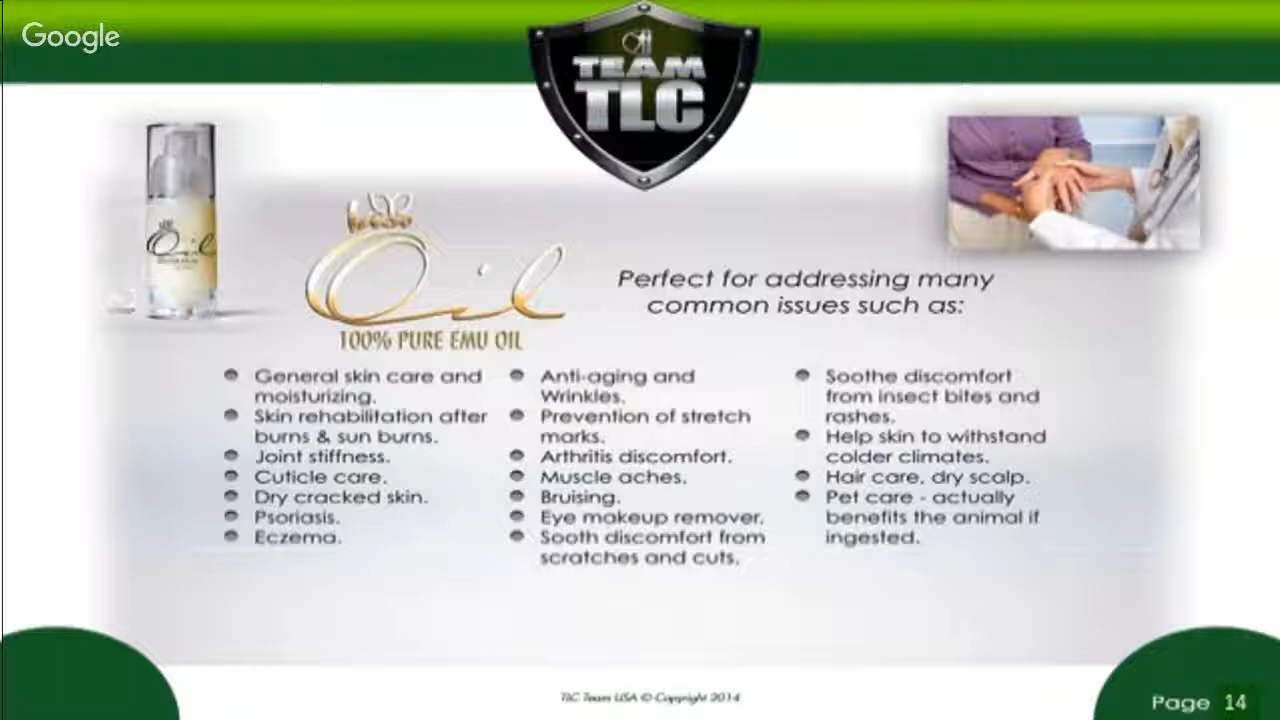 Google
TEAM
TLC
Oil
Oil
100% PURE EMU OIL
Perfect for addressing many
common issues such as:
General skin care and
moisturizing.
Skin rehabilitation after
burns & sun burns.
Joint stiffness.
Cuticle care.
Dry cracked skin.
Psoriasis.
Eczema.
Anti-aging and
Wrinkles.
Prevention of stretch
marks.
Arthritis discomfort.
Muscle aches.
Bruising.
Eye makeup remover.
Sooth discomfort from
scratches and cuts.
Soothe discomfort
from insect bites and
rashes.
Help skin to withstand
colder climates.
Hair care, dry scalp.
Pet care - actually
benefits the animal if
ingested.
TLC Team USA © Copyright 2014
Page 14